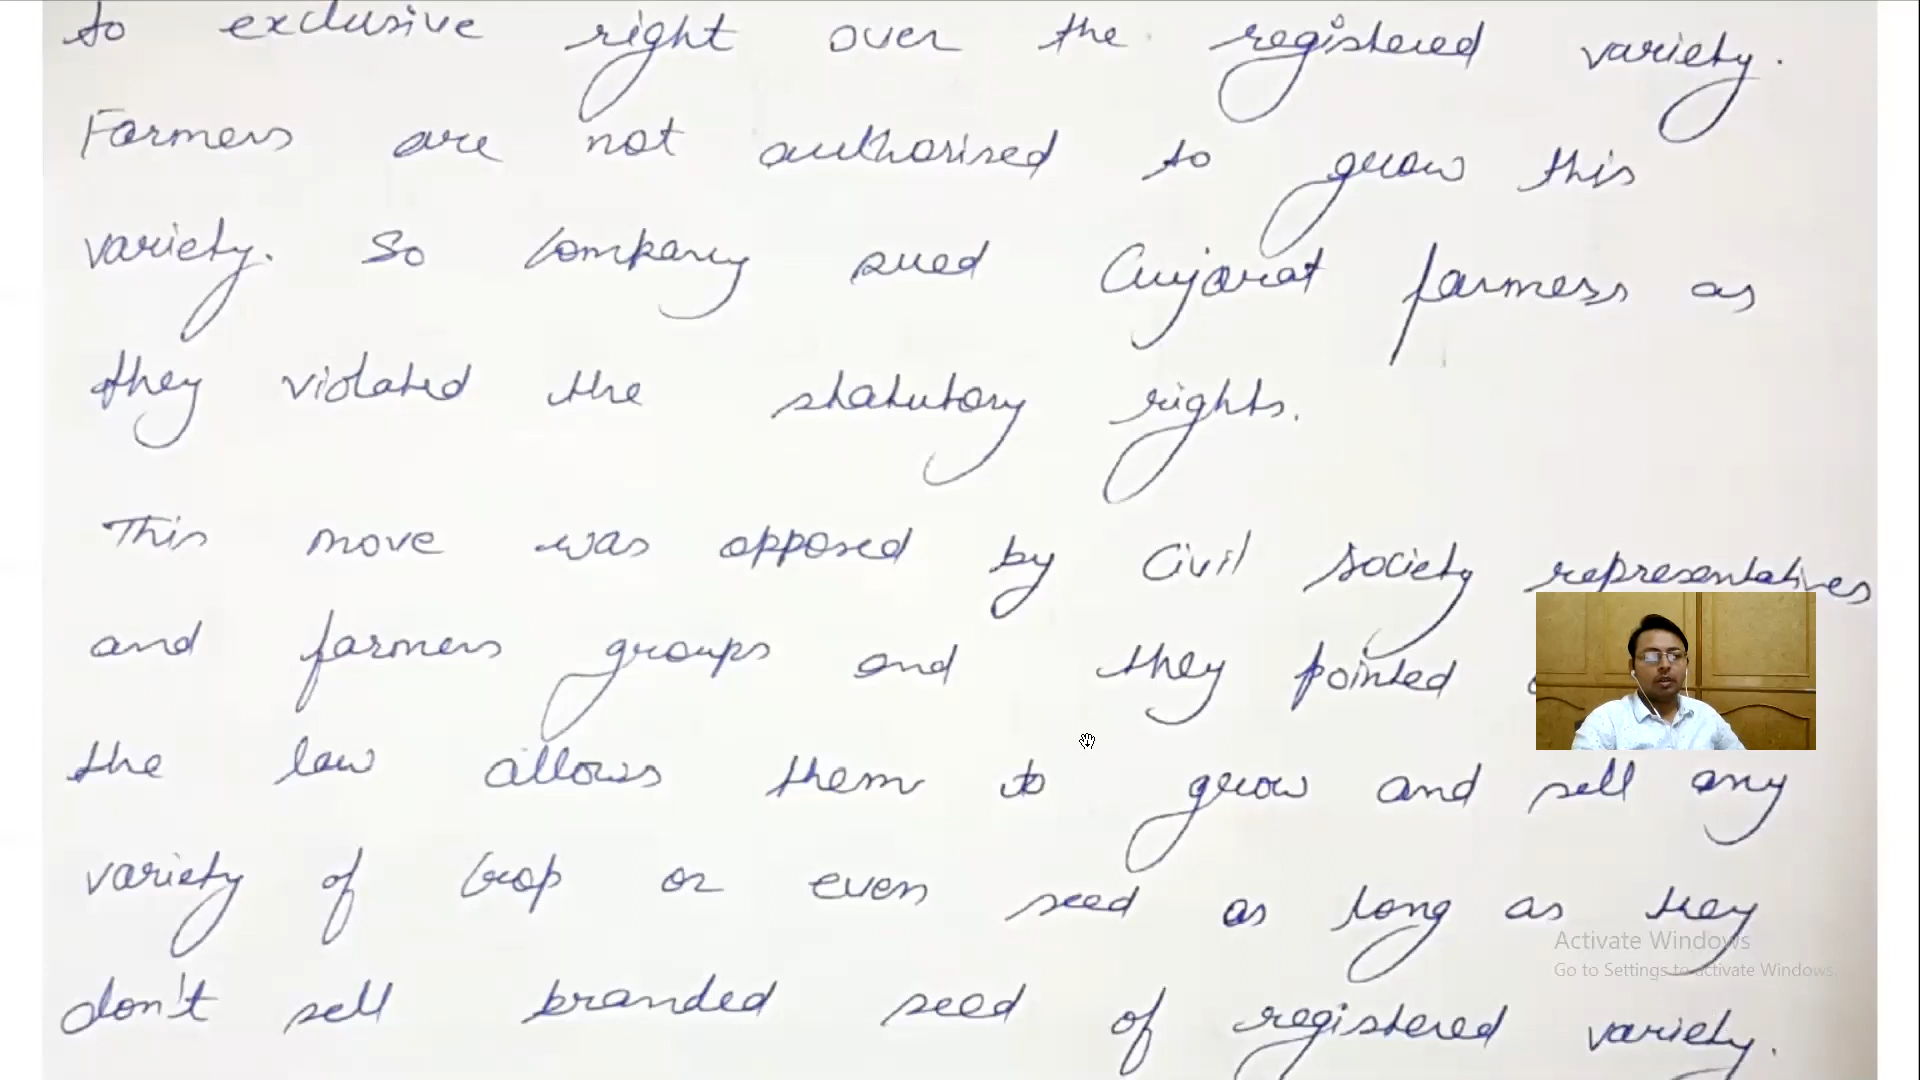 to exclusive right over the registered variety.
Farmers are not authorised to grow this
variety. So Company sued Gujarat farmers as
they violated the statutory rights.
This move was opposed by Civil Society representatives
and farmers groups and they pointed
the law allows them to grow and sell any
variety of Crop or even seed as long as they
Activate Windows
Go to Settings to activate Windows.
don't sell branded seed of registered variety.